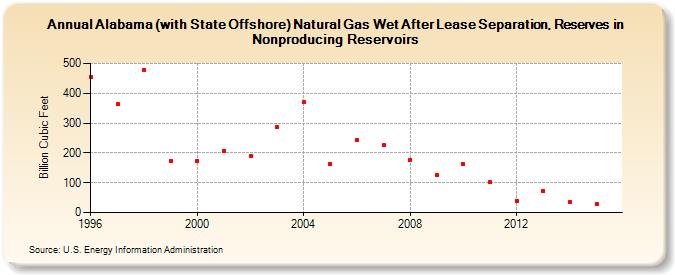 Annual Alabama (with State Offshore) Natural Gas Wet After Lease Separation, Reserves in
Nonproducing Reservoirs
Billion Cubic Feet
500
400
300
200
100
0
1996
2000
2004
2008
2012
Source: U.S. Energy Information Administration